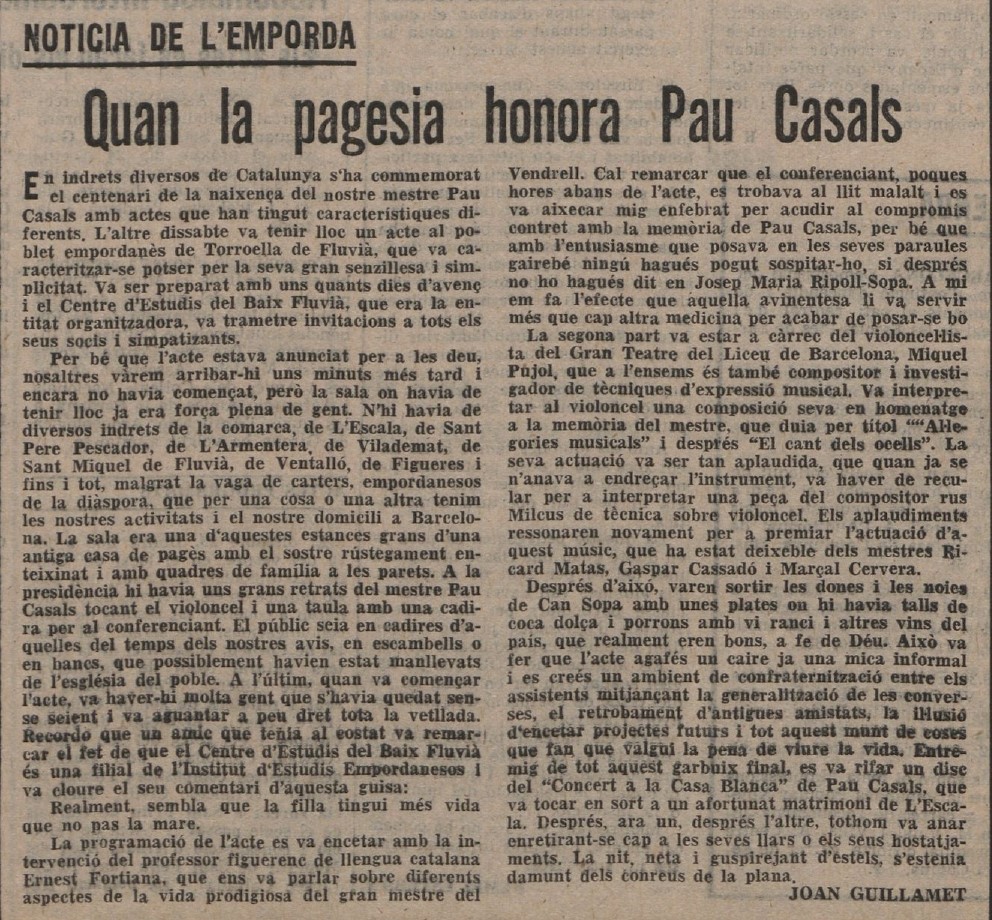 NOTICIA DE L'EMPORDA
Quan la pagesia honora Pau Casals
En indrets diversos de Catalunya s'ha commemorat
el centenari de la naixença del nostre mestre Pau
Casals amb actes que han tingut característiques di-
ferents. L'altre dissabte va tenir lloc un acte al po-
blet empordanès de Torroella de Fluvià, que va ca-
racteritzar-se potser per la seva gran senzillesa i sim-
plicitat. Va ser preparat amb uns quants dies d'avenç
i el Centre d'Estudis del Baix Fluvià, que era la en-
titat organitzadora, va trametre invitacions a tots els
seus socis i simpatizants.
Per bé que l'acte estava anunciat per a les deu,
nosaltres vàrem arribar-hi uns minuts més tard i
encara no havia començat, però la sala on havia de
tenir lloc ja era força plena de gent. N'hi havia de
diversos indrets de la comarca, de L'Escala, de Sant
Pere Pescador, de L'Armentera, de Vilademat, de
Sant Miquel de Fluvià, de Ventalló, de Figueres i
fins i tot, malgrat la vaga de carters, empordanesos
de la diàspora, que per una cosa o una altra tenim
les nostres activitats i el nostre domicili a Barcelo-
na. La sala era una d'aquestes estances grans d'una
antiga casa de pagès amb el sostre rústegament en-
teixinat i amb quadres de família a les parets. A la
presidència hi havia uns grans retrats del mestre Pau
Casals tocant el violoncel i una taula amb una cadi-
ra per al conferenciant. El públic seia en cadires d'a-
quelles del temps dels nostres avis, en escambells o
en bancs, que possiblement havien estat manllevats
de l'església del poble. A l'últim, quan va començar
l'acte, va haver-hi molta gent que s'havia quedat sen-
se seient i va aguantar a peu dret tota la vetllada.
Recordo que un amic que tenia al costat va remar-
car el fet de que el Centre d'Estudis del Baix Fluvià
és una filial de l'Institut d'Estudis Empordanesos i
va cloure el seu comentari d'aquesta guisa:
Realment, sembla que la filla tingui més vida
que no pas la mare.
La programació de l'acte es va encetar amb la in-
tervenció del professor figuerenc de llengua catalana
Ernest Fortiana, que ens va parlar sobre diferents
aspectes de la vida prodigiosa del gran mestre del
Vendrell. Cal remarcar que el conferenciant, poques
hores abans de l'acte, es trobava al llit malalt i es
va aixecar mig enfebrat per acudir al compromís
contret amb la memòria de Pau Casals, per bé que
amb l'entusiasme que posava en les seves paraules
gairebé ningú hagués pogut sospitar-ho, si després
no ho hagués dit en Josep Maria Ripoll-Sopa. A mi
em fa l'efecte que aquella avinentesa li va servir
més que cap altra medicina per acabar de posar-se bo
La segona part va estar a càrrec del violoncel·lis-
ta del Gran Teatre del Liceu de Barcelona, Miquel
Pujol, que a l'ensems és també compositor i investi-
gador de tècniques d'expressió musical. Va interpre-
tar al violoncel una composició seva en homenatge
a la memòria del mestre, que duia per títol ""Al·le-
gories musicals" i després "El cant dels ocells". La
seva actuació va ser tan aplaudida, que quan ja se
n'anava a endreçar l'instrument, va haver de recu-
lar per a interpretar una peça del compositor rus
Milcus de tècnica sobre violoncel. Els aplaudiments
ressonaren novament per a premiar l'actuació d'a-
quest músic, que ha estat deixeble dels mestres Ri
card Matas, Gaspar Cassadó i Marçal Cervera.
Després d'aixó, varen sortir les dones i les noies
de Can Sopa amb unes plates on hi havia talls de
coca dolça i porrons amb vi ranci i altres vins del
país, que realment eren bons, a fe de Déu. Això va
fer que l'acte agafés un caire ja una mica informal
i es creés un ambient de confraternització entre els
assistents mitjançant la generalització de les conver-
ses, el retrobament d'antigues amistats, la il·lusió
d'encetar projectes futurs i tot aquest munt de coses
que fan que valgui la pena de viure la vida. Entre-
mig de tot aquest garbuix final, es va rifar un disc
del "Concert a la Casa Blanca" de Pau Casals, que
va tocar en sort a un afortunat matrimoni de L'Esca-
la. Després, ara un, després l'altre, tothom va anar
enretirant-se cap a les seves llars o els sens hostatja-
ments. La nit, neta i guspirejant d'estels, s'estenia
damunt dels conreus de la plana.
JOAN GUILLAMET